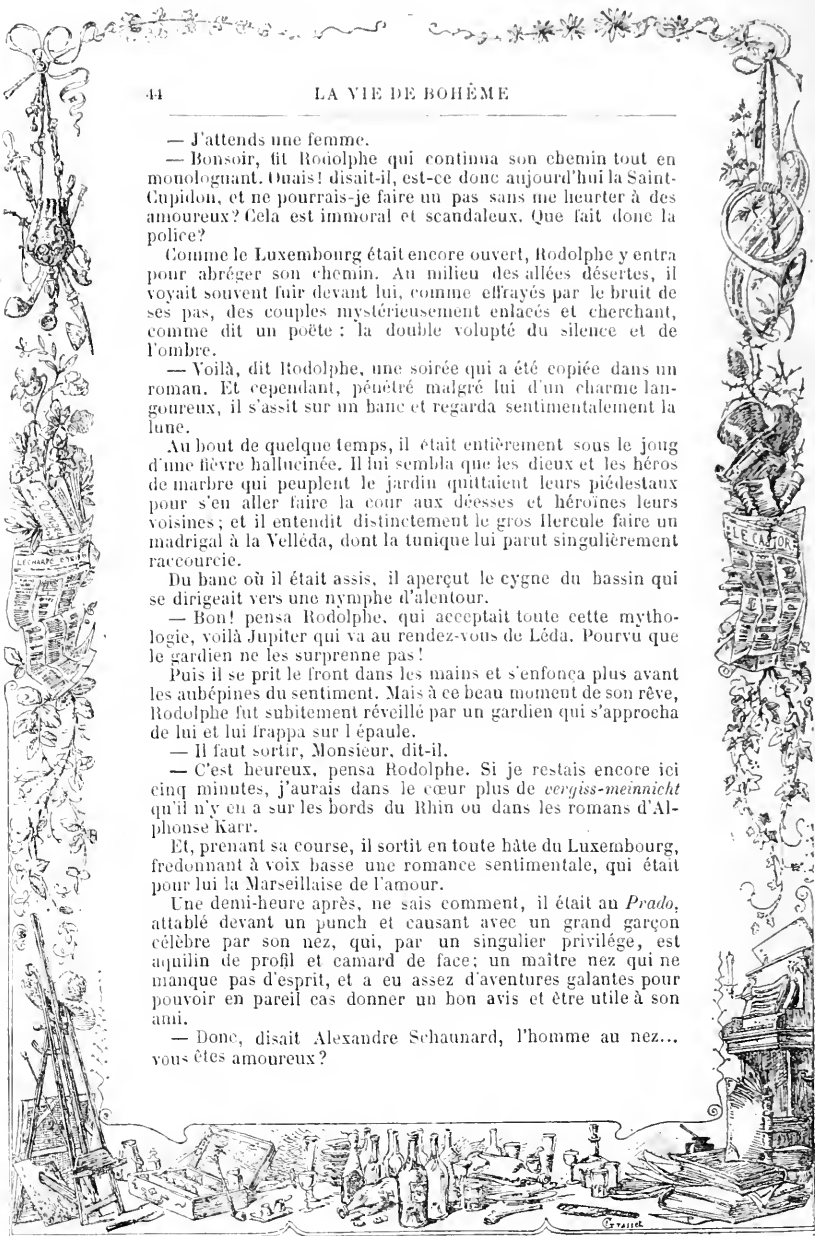 44
LA VIE DE BOHÊME
— J'attends une femme.
— Bonsoir, fit Rodolphe qui continua son chemin tout en
monologuant. Ouais! disait-il, est-ce donc aujourd'hui la Saint-
Cupidon, et ne pourrais-je faire un pas sans me heurter à des
amoureux? Cela est immoral et scandaleux. Que fait donc la
police?
Comme le Luxembourg était encore ouvert, Rodolphe y entra
pour abréger son chemin. Au milieu des allées désertes, il
voyait souvent fuir devant lui, comme effrayés par le bruit de
ses pas, des couples mystérieusement enlacés et cherchant,
comme dit un poëte : la double volupté du silence et de
l'ombre.
— Voilà, dit Rodolphe, une soirée qui a été copiée dans un
roman. Et cependant, pénétré malgré lui d'un charme lan-
goureux, il s'assit sur un banc et regarda sentimentalement la
lune.
Au bout de quelque temps, il était entièrement sous le joug
d'une fièvre hallucinée. Il lui sembla que les dieux et les héros
de marbre qui peuplent le jardin quittaient leurs piédestaux
pour s'en aller faire la cour aux déesses et héroïnes leurs
voisines; et il entendit distinctement le gros Hercule faire un
madrigal à la Velléda, dont la tunique lui parut singulièrement
raccourcie.
Du banc où il était assis, il aperçut le cygne du bassin qui
se dirigeait vers une nymphe d'alentour.
— Bon! pensa Rodolphe, qui acceptait toute cette mytho-
logie, voilà Jupiter qui va au rendez-vous de Léda. Pourvu que
le gardien ne les surprenne pas!
Puis il se prit le front dans les mains et s'enfonça plus avant
les aubépines du sentiment. Mais à ce beau moment de son rêve,
Rodolphe fut subitement réveillé par un gardien qui s'approcha
de lui et lui frappa sur l épaule.
— Il faut sortir, Monsieur, dit-il.
— C'est heureux, pensa Rodolphe. Si je restais encore ici
cinq minutes, j'aurais dans le cœur plus de vergiss-meinnicht
qu'il n'y en a sur les bords du Rhin ou dans les romans d'Al-
phonse Karr.
Et, prenant sa course, il sortit en toute hâte du Luxembourg,
fredonnant à voix basse une romance sentimentale, qui était
pour lui la Marseillaise de l'amour.
Une demi-heure après, ne sais comment, il était au Prado,
attablé devant un punch et causant avec un grand garçon
célèbre par son nez, qui, par un singulier privilége, est
aquilin de profil et camard de face; un maître nez qui ne
manque pas d'esprit, et a eu assez d'aventures galantes pour
pouvoir en pareil cas donner un bon avis et être utile à son
ami.
— Donc, disait Alexandre Schaunard, l'homme au nez...
vous êtes amoureux?
LE CASTOR
Grasset